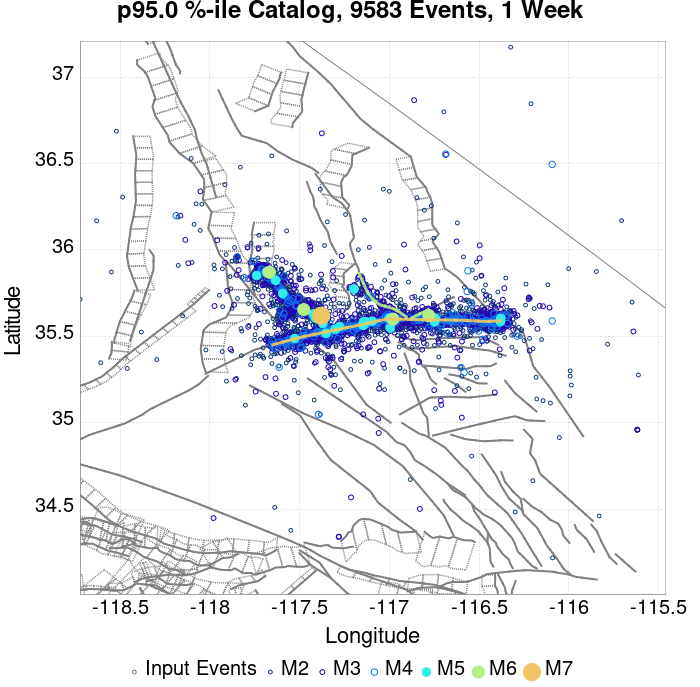 p95.0 %-ile Catalog, 9583 Events, 1 Week
37
36.5
36
35.5
35
34.5
Latitude
-118.5 -118 -117.5 -117 -116.5 -116 -115.5
Longitude
Input Events M2 M3 M4 M5 M6 M7